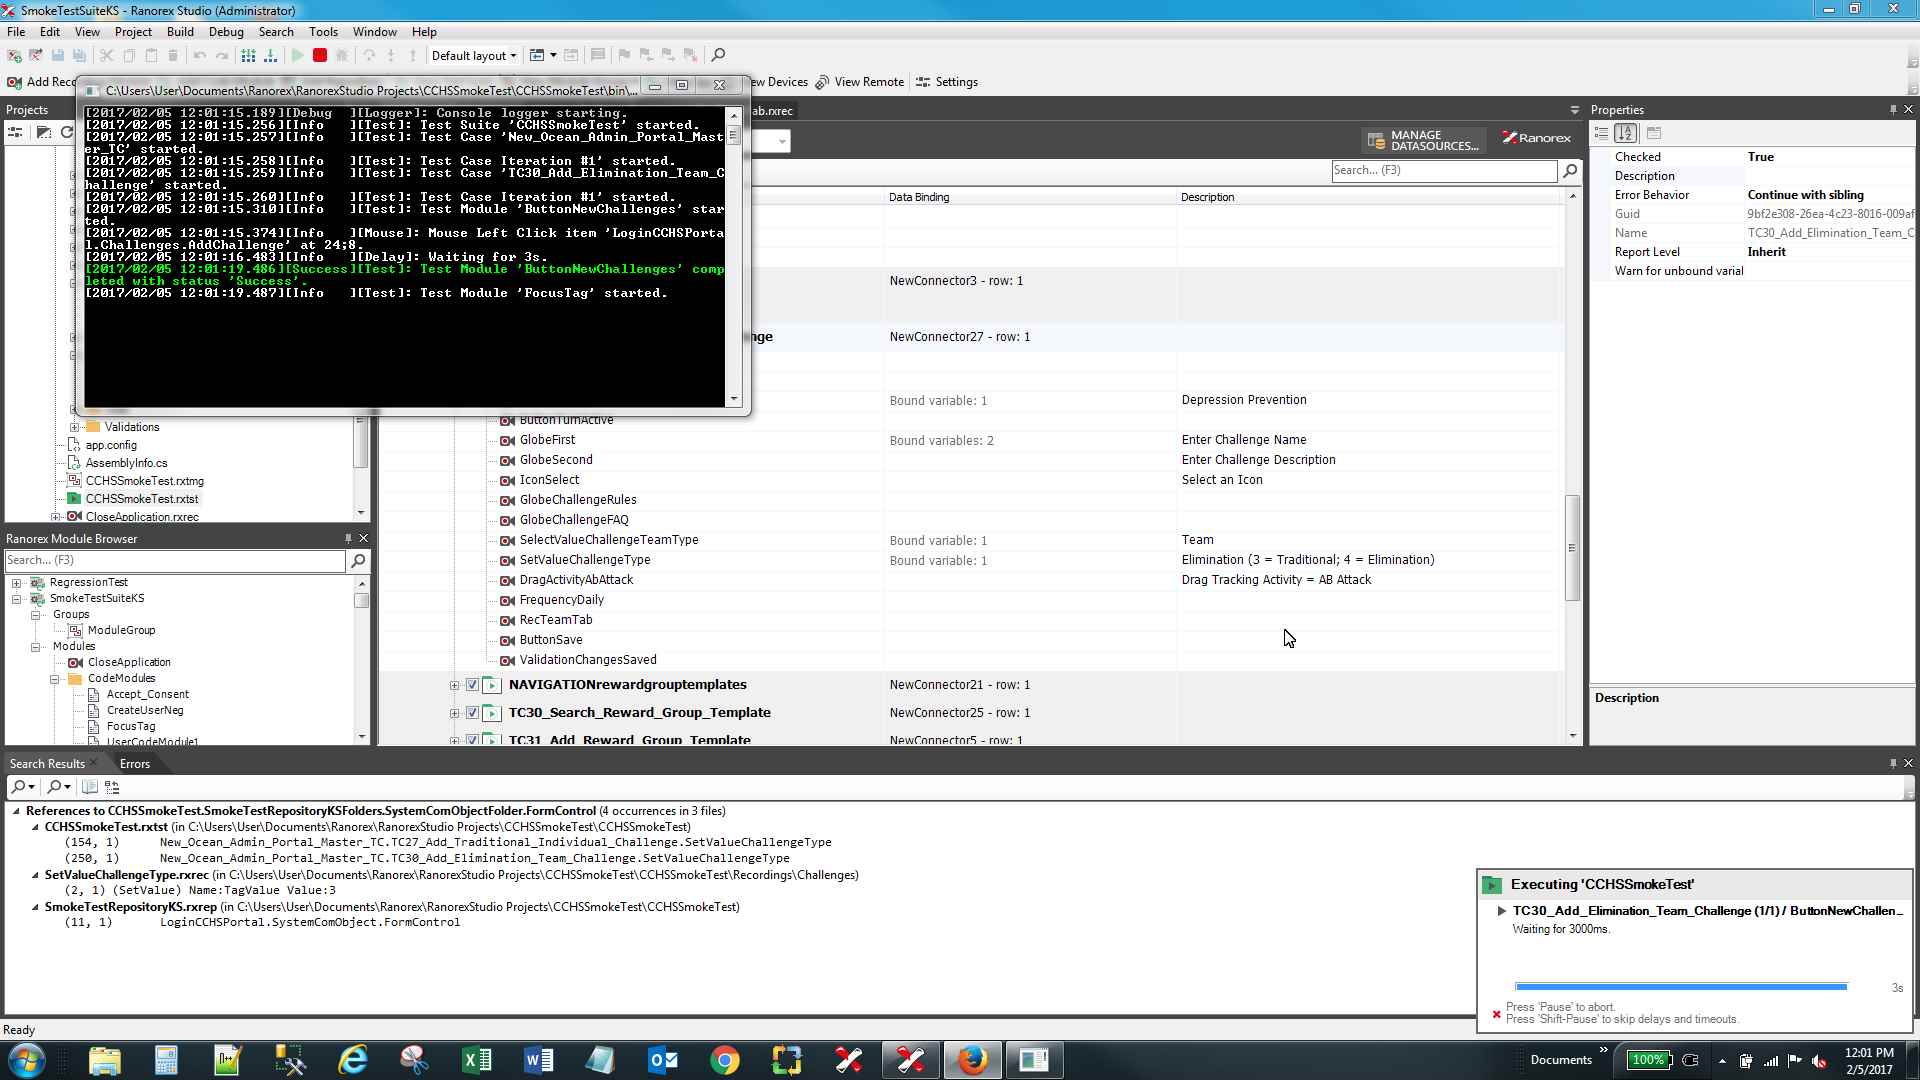 SmokeTestSuiteKS - Ranorex Studio (Administrator)
File Edit View Project Build Debug Search Tools Window Help
Default layout
Add Rec
View Devices View Remote Settings
Projects
C:\Users\User\Documents\Ranorex\RanorexStudio Projects\CCHSSmokeTest\CCHSSmokeTest\bin\...
[2017/02/05 12:01:15.189][Debug ][Logger]: Console logger starting.
[2017/02/05 12:01:15.256][Info ][Test]: Test Suite 'CCHSSmokeTest' started.
[2017/02/05 12:01:15.257][Info ][Test]: Test Case 'New_Ocean_Admin_Portal_Mast
er_TC' started.
[2017/02/05 12:01:15.258][Info ][Test]: Test Case Iteration #1' started.
[2017/02/05 12:01:15.259][Info ][Test]: Test Case 'TC30_Add_Elimination_Team_C
hallenge' started.
[2017/02/05 12:01:15.260][Info ][Test]: Test Case Iteration #1' started.
[2017/02/05 12:01:15.310][Info ][Test]: Test Module 'ButtonNewChallenges' star
ted.
[2017/02/05 12:01:15.374][Info ][Mouse]: Mouse Left Click item 'LoginCCHSPorta
l.Challenges.AddChallenge' at 24;8.
[2017/02/05 12:01:16.483][Info ][Delay]: Waiting for 3s.
[2017/02/05 12:01:19.486][Success][Test]: Test Module 'ButtonNewChallenges' comp
leted with status 'Success'.
[2017/02/05 12:01:19.487][Info ][Test]: Test Module 'FocusTag' started.
ab.rxrec
MANAGE
DATASOURCES...
Ranorex
Search... (F3)
Data Binding Description
NewConnector3 - row: 1
nge NewConnector27 - row: 1
Bound variable: 1 Depression Prevention
ButtonTurnActive
GlobeFirst Bound variables: 2 Enter Challenge Name
GlobeSecond Enter Challenge Description
IconSelect Select an Icon
GlobeChallengeRules
GlobeChallengeFAQ
SelectValueChallengeTeamType Bound variable: 1 Team
SetValueChallengeType Bound variable: 1 Elimination (3 = Traditional; 4 = Elimination)
DragActivityAbAttack Drag Tracking Activity = AB Attack
FrequencyDaily
RecTeamTab
ButtonSave
ValidationChangesSaved
NAVIGATIONrewardgrouptemplates NewConnector21 - row: 1
TC30_Search_Reward_Group_Template NewConnector25 - row: 1
TC31_Add_Reward_Group_Template NewConnector5 - row: 1
Properties
Checked True
Description
Error Behavior Continue with sibling
Guid 9bf2e308-26ea-4c23-8016-009af
Name TC30_Add_Elimination_Team_C
Report Level Inherit
Warn for unbound varial
Description
Validations
app.config
AssemblyInfo.cs
CCHSSmokeTest.rxtmg
CCHSSmokeTest.rxtst
CloseApplication.rxrec
Ranorex Module Browser
Search... (F3)
RegressionTest
SmokeTestSuiteKS
Groups
ModuleGroup
Modules
CloseApplication
CodeModules
Accept_Consent
CreateUserNeg
FocusTag
UserCodeModule1
Search Results Errors
References to CCHSSmokeTest.SmokeTestRepositoryKSFolders.SystemComObjectFolder.FormControl (4 occurrences in 3 files)
CCHSSmokeTest.rxtst (in C:\Users\User\Documents\Ranorex\RanorexStudio Projects\CCHSSmokeTest\CCHSSmokeTest)
(154, 1) New_Ocean_Admin_Portal_Master_TC.TC27_Add_Traditional_Individual_Challenge.SetValueChallengeType
(250, 1) New_Ocean_Admin_Portal_Master_TC.TC30_Add_Elimination_Team_Challenge.SetValueChallengeType
SetValueChallengeType.rxrec (in C:\Users\User\Documents\Ranorex\RanorexStudio Projects\CCHSSmokeTest\CCHSSmokeTest\Recordings\Challenges)
(2, 1) (SetValue) Name:TagValue Value:3
SmokeTestRepositoryKS.rxrep (in C:\Users\User\Documents\Ranorex\RanorexStudio Projects\CCHSSmokeTest\CCHSSmokeTest)
(11, 1) LoginCCHSPortal.SystemComObject.FormControl
Executing 'CCHSSmokeTest'
TC30_Add_Elimination_Team_Challenge (1/1) / ButtonNewChallen...
Waiting for 3000ms.
3s
Press 'Pause' to abort.
Press 'Shift-Pause' to skip delays and timeouts.
Ready
Documents
100%
12:01 PM
2/5/2017